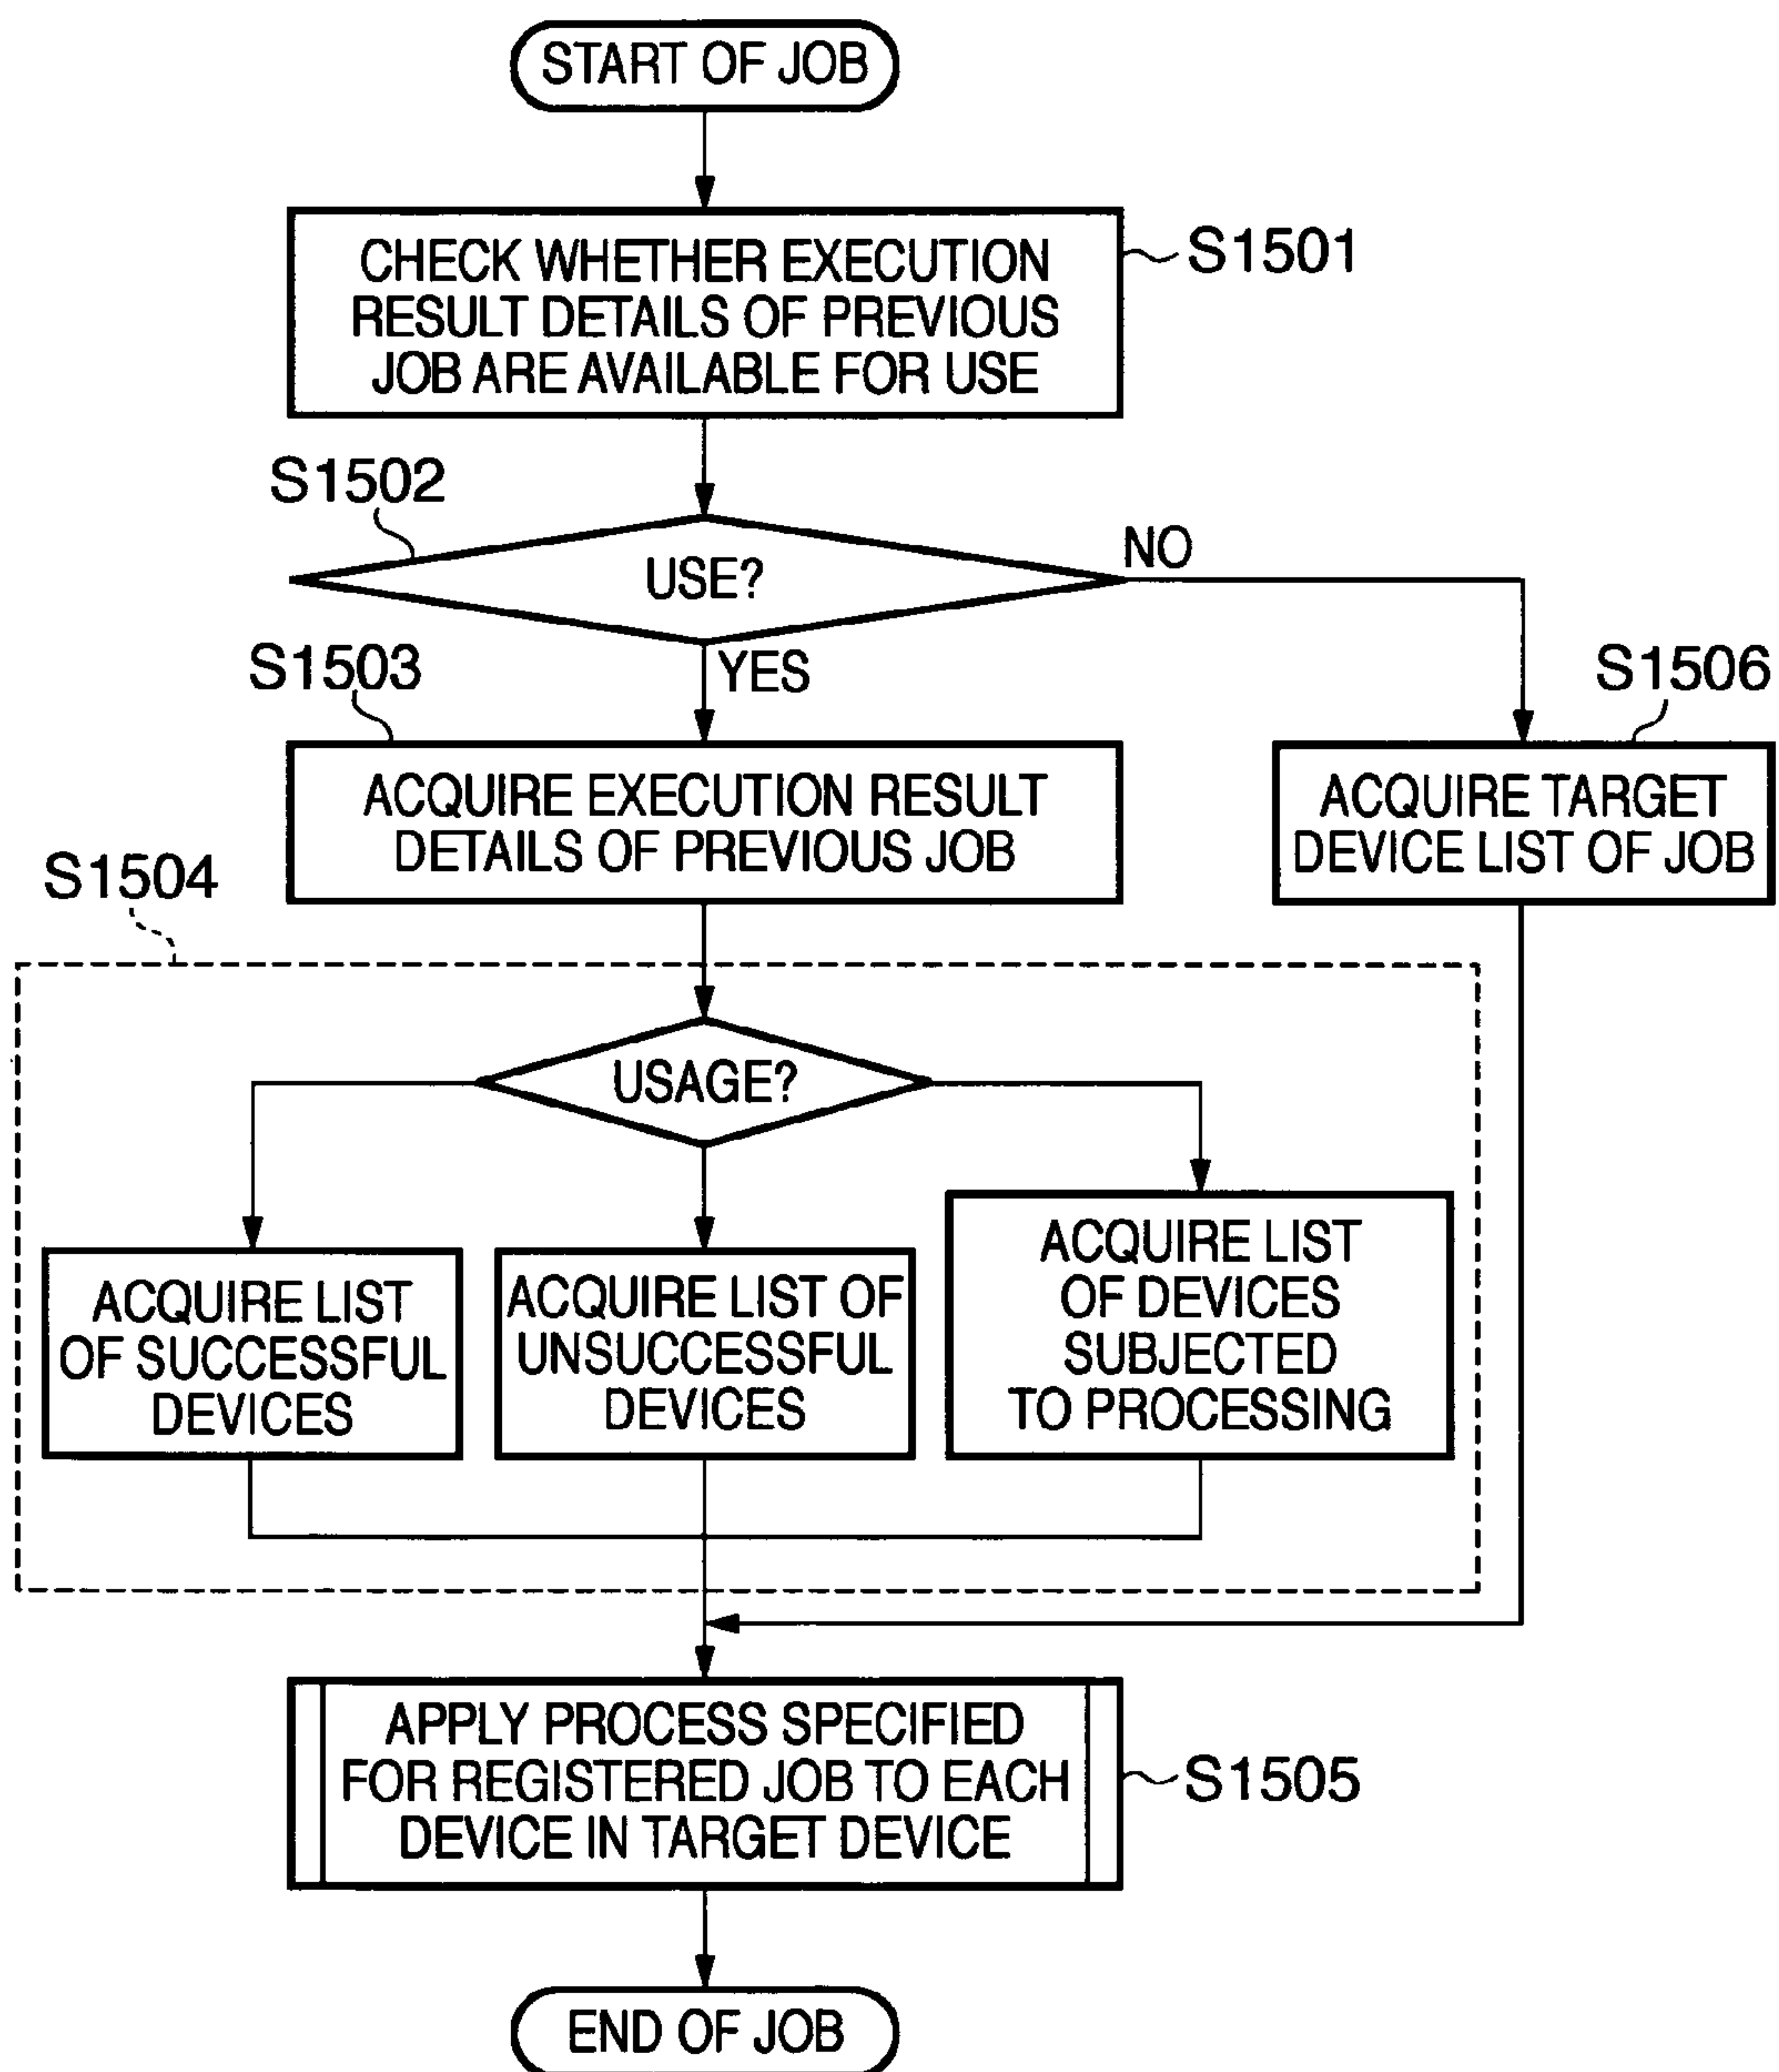 START OF JOB
CHECK WHETHER EXECUTION
RESULT DETAILS OF PREVIOUS
JOB ARE AVAILABLE FOR USE
S1501
S1502
USE?
NO
YES
S1503
ACQUIRE EXECUTION RESULT
DETAILS OF PREVIOUS JOB
S1506
ACQUIRE TARGET
DEVICE LIST OF JOB
S1504
USAGE?
ACQUIRE LIST
OF SUCCESSFUL
DEVICES
ACQUIRE LIST OF
UNSUCCESSFUL
DEVICES
ACQUIRE LIST
OF DEVICES
SUBJECTED
TO PROCESSING
APPLY PROCESS SPECIFIED
FOR REGISTERED JOB TO EACH
DEVICE IN TARGET DEVICE
S1505
END OF JOB